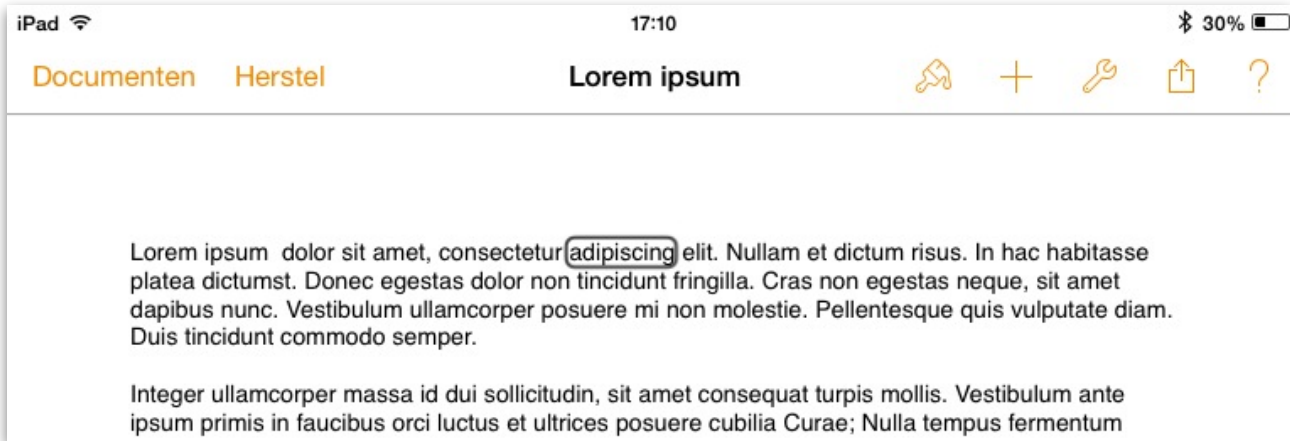 iPad 17:10 30%
Documenten Herstel Lorem ipsum ?
Lorem ipsum  dolor sit amet, consectetur adipiscing elit. Nullam et dictum risus. In hac habitasse
platea dictumst. Donec egestas dolor non tincidunt fringilla. Cras non egestas neque, sit amet
dapibus nunc. Vestibulum ullamcorper posuere mi non molestie. Pellentesque quis vulputate diam.
Duis tincidunt commodo semper.
Integer ullamcorper massa id dui sollicitudin, sit amet consequat turpis mollis. Vestibulum ante
ipsum primis in faucibus orci luctus et ultrices posuere cubilia Curae; Nulla tempus fermentum